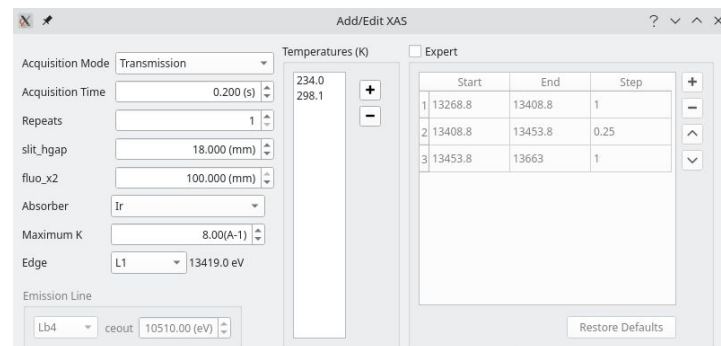 Add/Edit XAS
Acquisition Mode Transmission
Acquisition Time 0.200 (s)
Repeats 1
slit_hgap 18.000 (mm)
fluo_x2 100.000 (mm)
Absorber Ir
Maximum K 8.00(A-1)
Edge L1 13419.0 eV
Emission Line
Lb4 ceout 10510.00 (eV)
Temperatures (K)
234.0
298.1
Expert
Start End Step
1 13268.8 13408.8 1
2 13408.8 13453.8 0.25
3 13453.8 13663 1
Restore Defaults